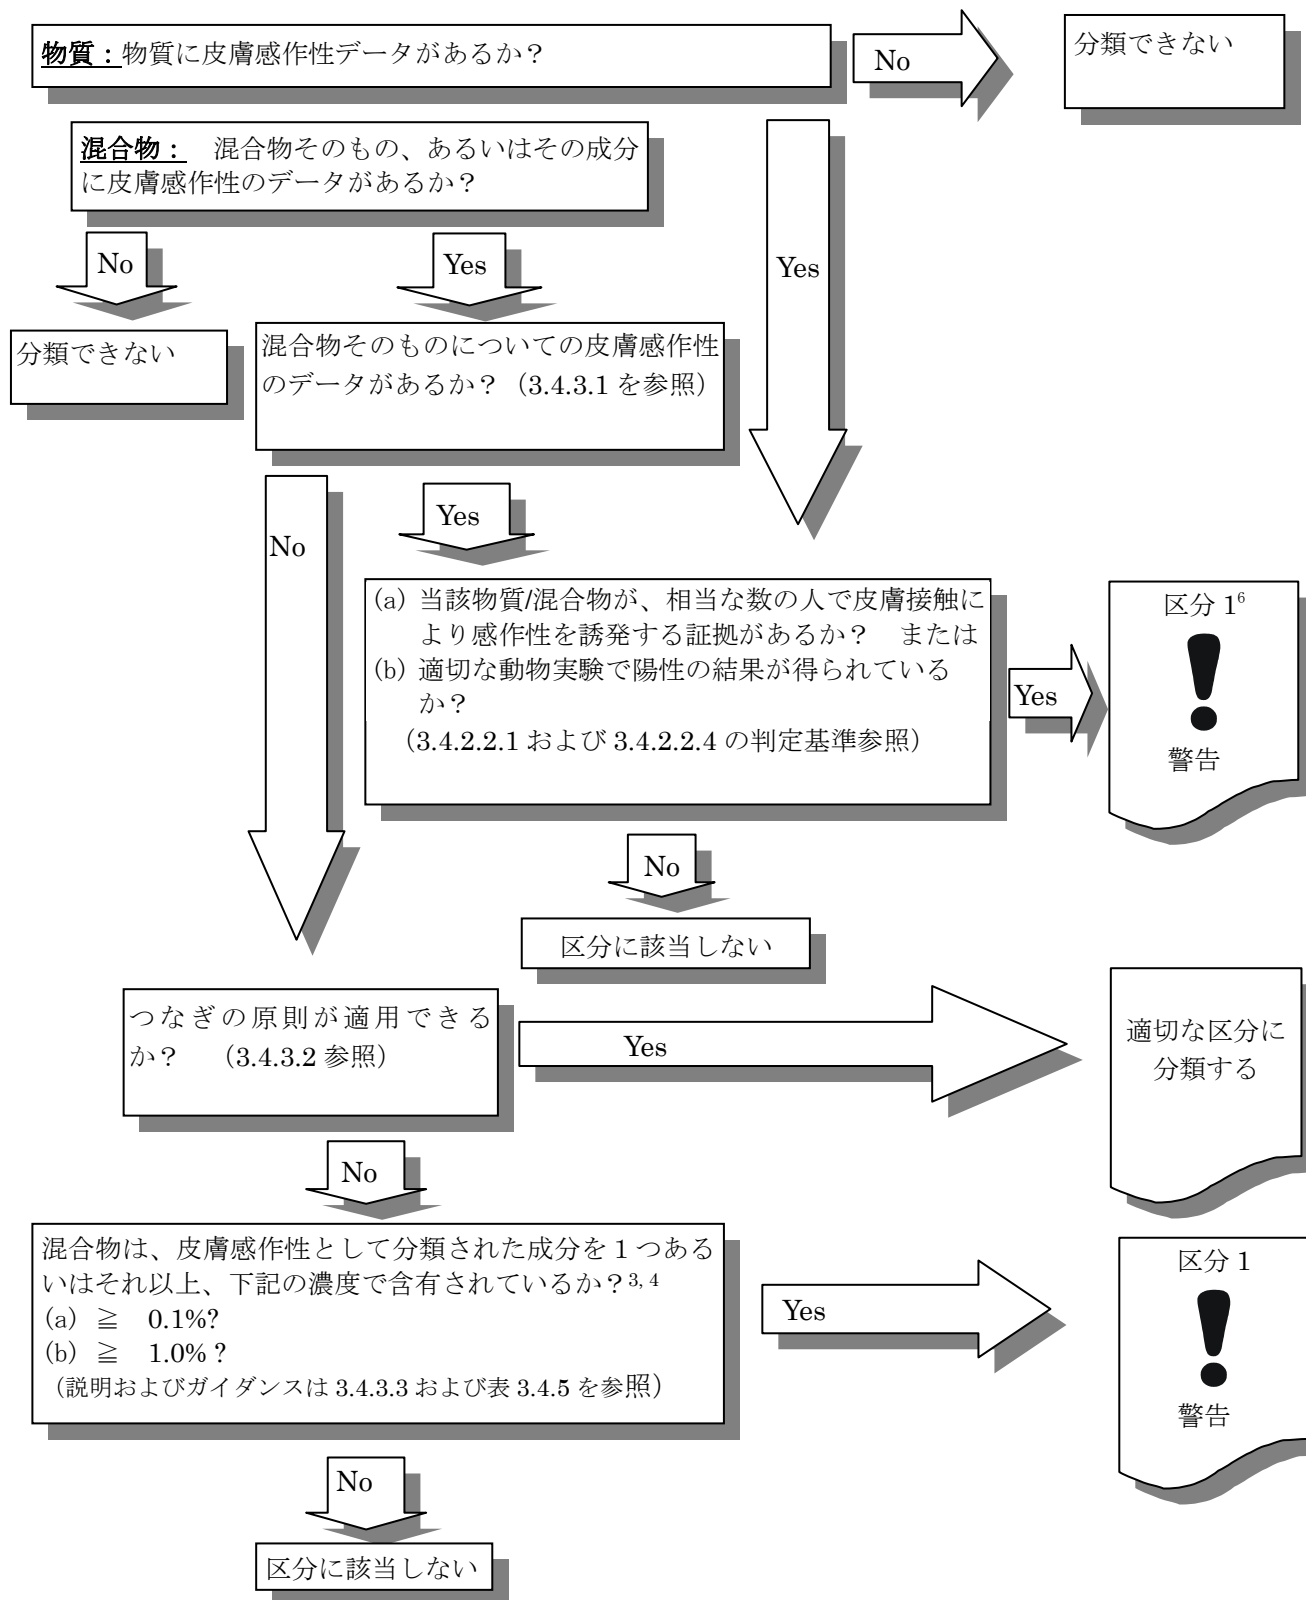 物質：物質に皮膚感作性データがあるか？
No
分類できない
混合物：　混合物そのもの、あるいはその成分
に皮膚感作性のデータがあるか？
No
Yes
Yes
分類できない
混合物そのものについての皮膚感作性
のデータがあるか？（3.4.3.1 を参照）
No
Yes
(a) 当該物質/混合物が、相当な数の人で皮膚接触に
より感作性を誘発する証拠があるか？　または
(b) 適切な動物実験で陽性の結果が得られている
か？
（3.4.2.2.1 および 3.4.2.2.4 の判定基準参照）
Yes
区分 1⁶
警告
No
区分に該当しない
つなぎの原則が適用できる
か？　（3.4.3.2 参照）
Yes
適切な区分に
分類する
No
混合物は、皮膚感作性として分類された成分を 1 つある
いはそれ以上、下記の濃度で含有されているか？³˒ ⁴
(a) ≧　0.1%?
(b) ≧　1.0%？
（説明およびガイダンスは 3.4.3.3 および表 3.4.5 を参照）
Yes
区分 1
警告
No
区分に該当しない